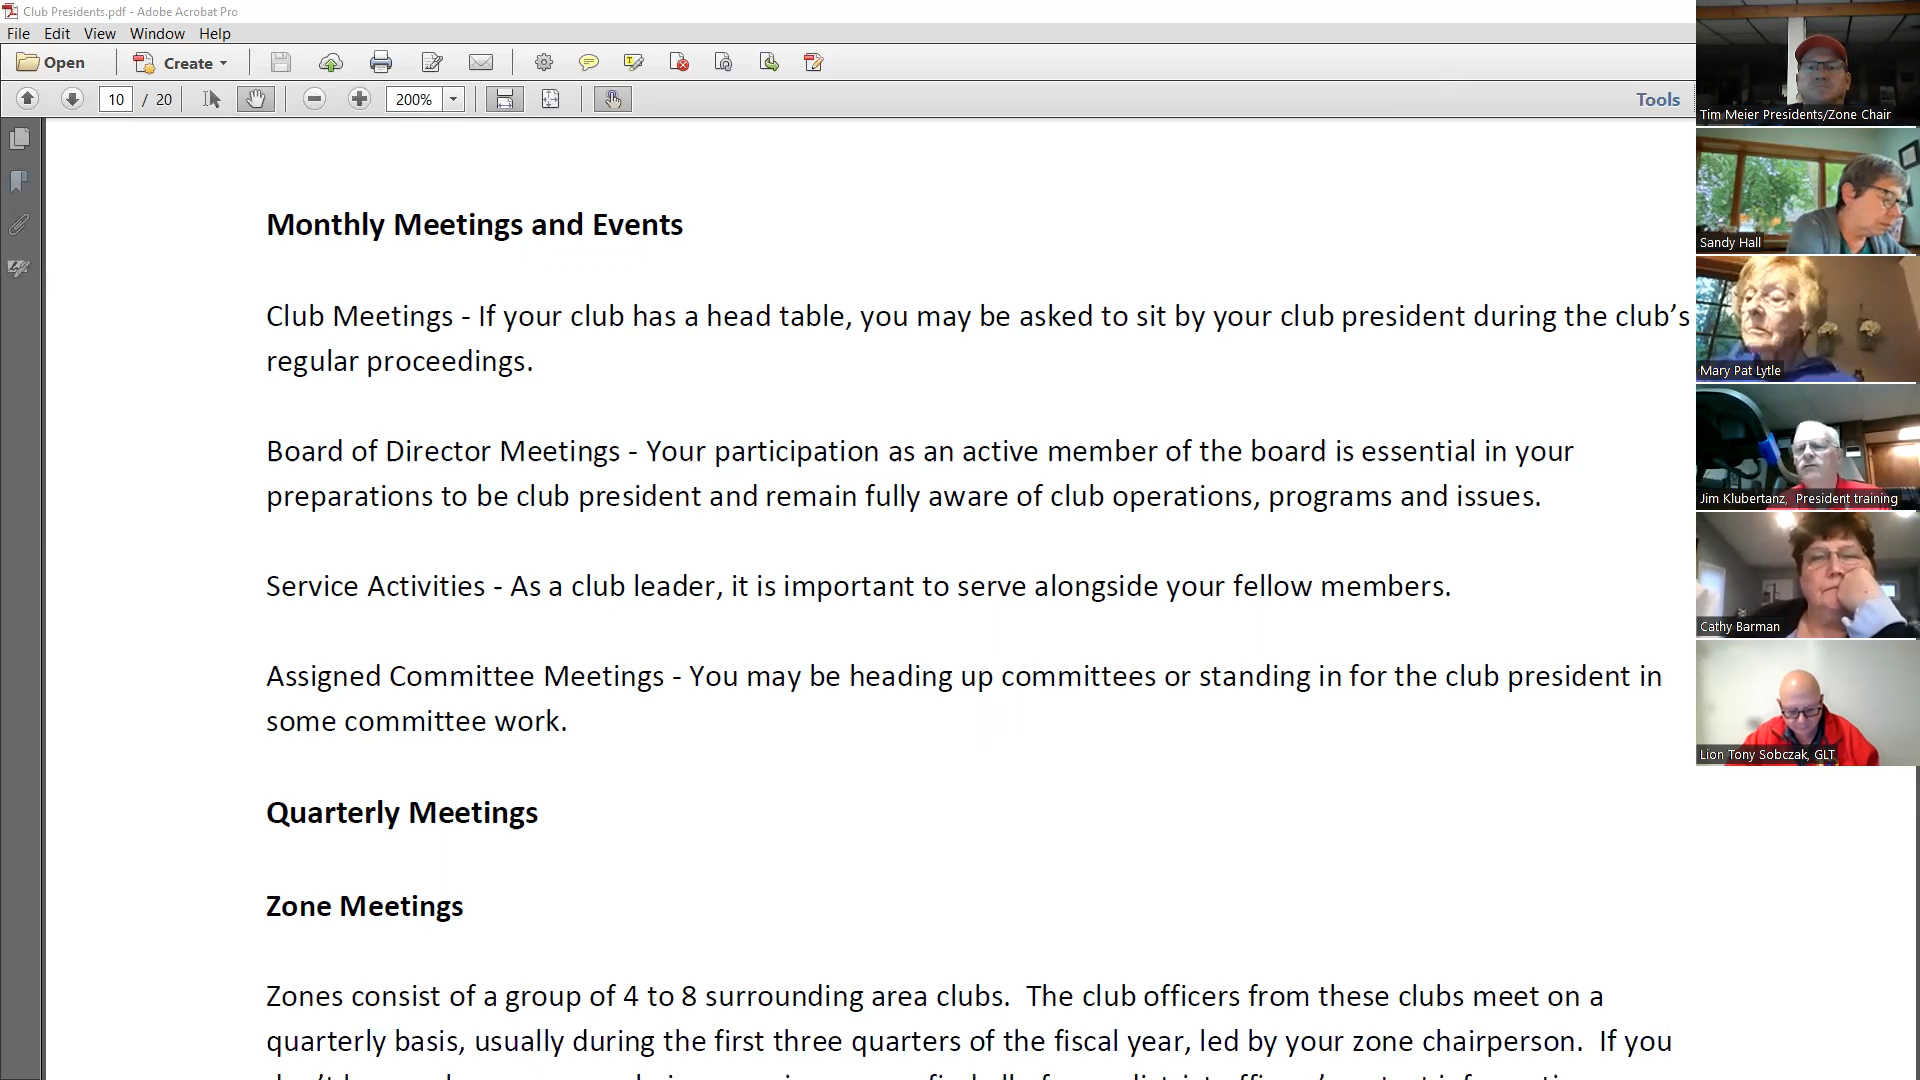 Club Presidents.pdf - Adobe Acrobat Pro
File Edit View Window Help
Open Create
10 / 20 200% Tools
Monthly Meetings and Events
Club Meetings - If your club has a head table, you may be asked to sit by your club president during the club’s
regular proceedings.
Board of Director Meetings - Your participation as an active member of the board is essential in your
preparations to be club president and remain fully aware of club operations, programs and issues.
Service Activities - As a club leader, it is important to serve alongside your fellow members.
Assigned Committee Meetings - You may be heading up committees or standing in for the club president in
some committee work.
Quarterly Meetings
Zone Meetings
Zones consist of a group of 4 to 8 surrounding area clubs.  The club officers from these clubs meet on a
quarterly basis, usually during the first three quarters of the fiscal year, led by your zone chairperson.  If you
Tim Meier Presidents/Zone Chair
Sandy Hall
Mary Pat Lytle
Jim Klubertanz,  President training
Cathy Barman
Lion Tony Sobczak, GLT